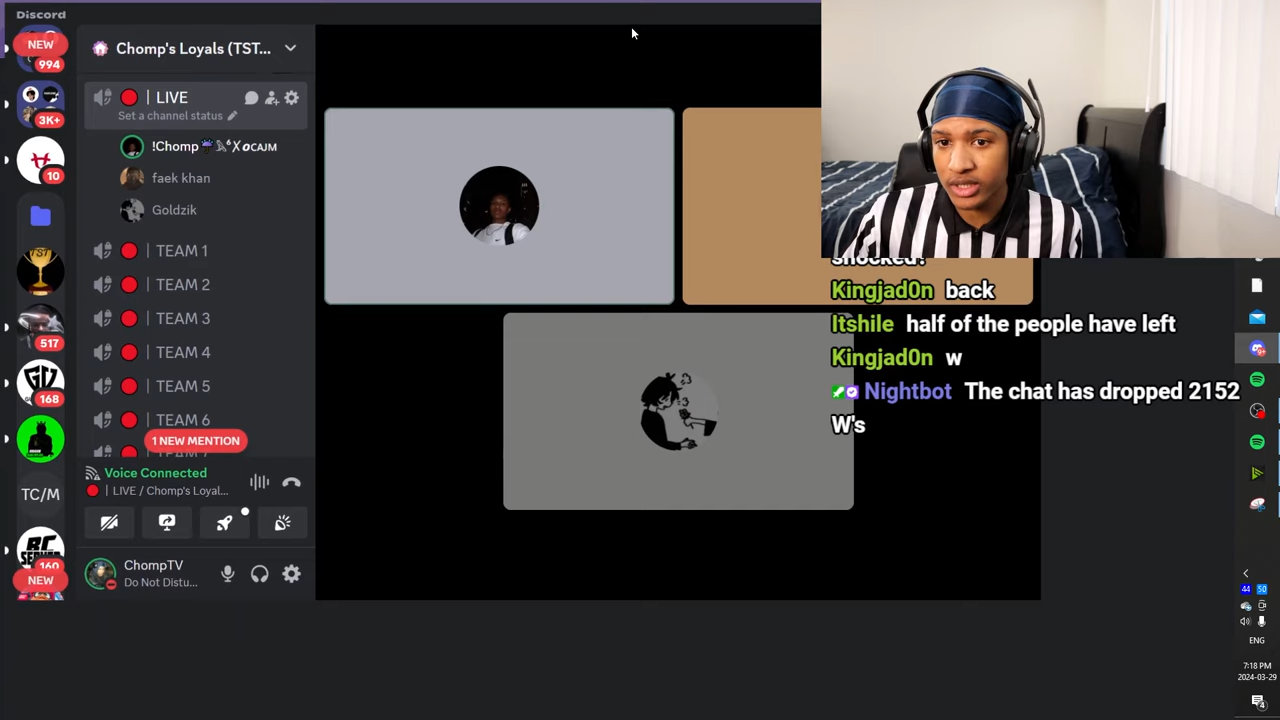 Discord
NEW
994
3K+
10
517
168
TC/M
160
NEW
Chomp's Loyals (TST...
| LIVE
Set a channel status
faek khan
Goldzik
| TEAM 1
| TEAM 2
| TEAM 3
| TEAM 4
| TEAM 5
| TEAM 6
1 NEW MENTION
Voice Connected
| LIVE / Chomp's Loyal...
ChompTV
Do Not Distu...
Kingjad0n back
Itshile half of the people have left
Kingjad0n w
Nightbot The chat has dropped 2152
W's
44 50
ENG
7:18 PM
2024-03-29
4